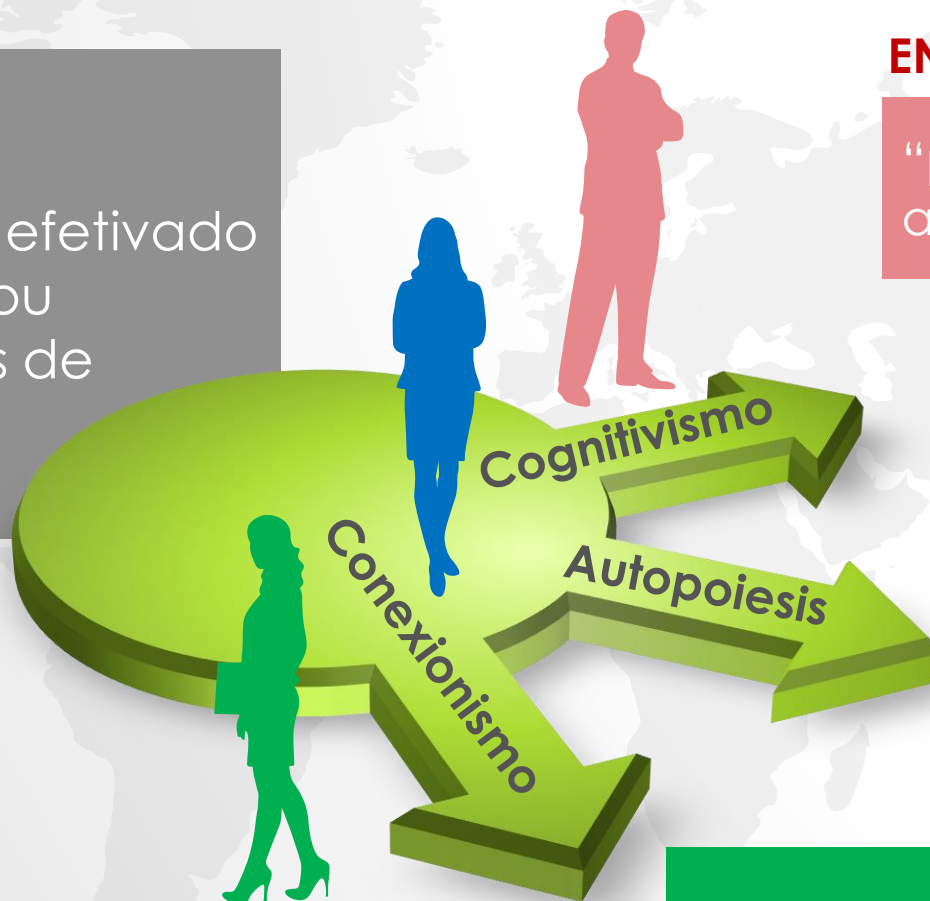 efetivado
ou
de
EN
Cognitivismo
Autopoiesis
Conexionismo